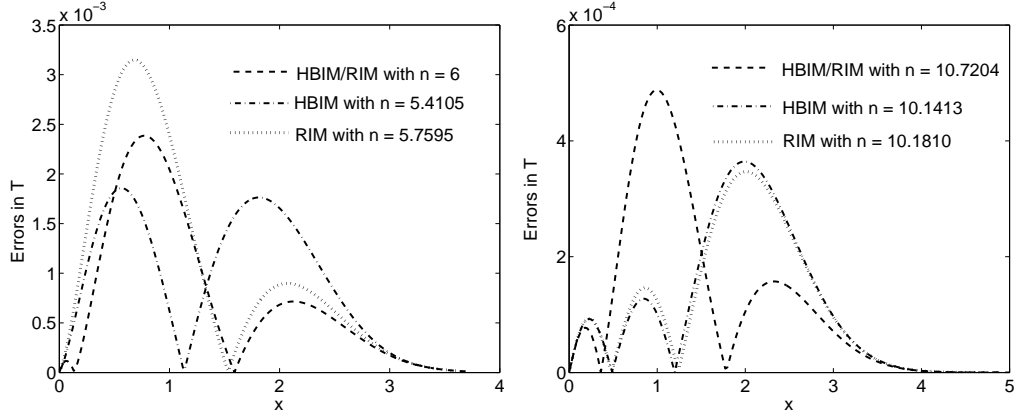 x 10^-3
3.5
3
2.5
2
1.5
1
0.5
0
Errors in T
HBIM/RIM with n = 6
HBIM with n = 5.4105
RIM with n = 5.7595
0 1 2 3 4
x
x 10^-4
6
4
2
0
Errors in T
HBIM/RIM with n = 10.7204
HBIM with n = 10.1413
RIM with n = 10.1810
0 1 2 3 4 5
x